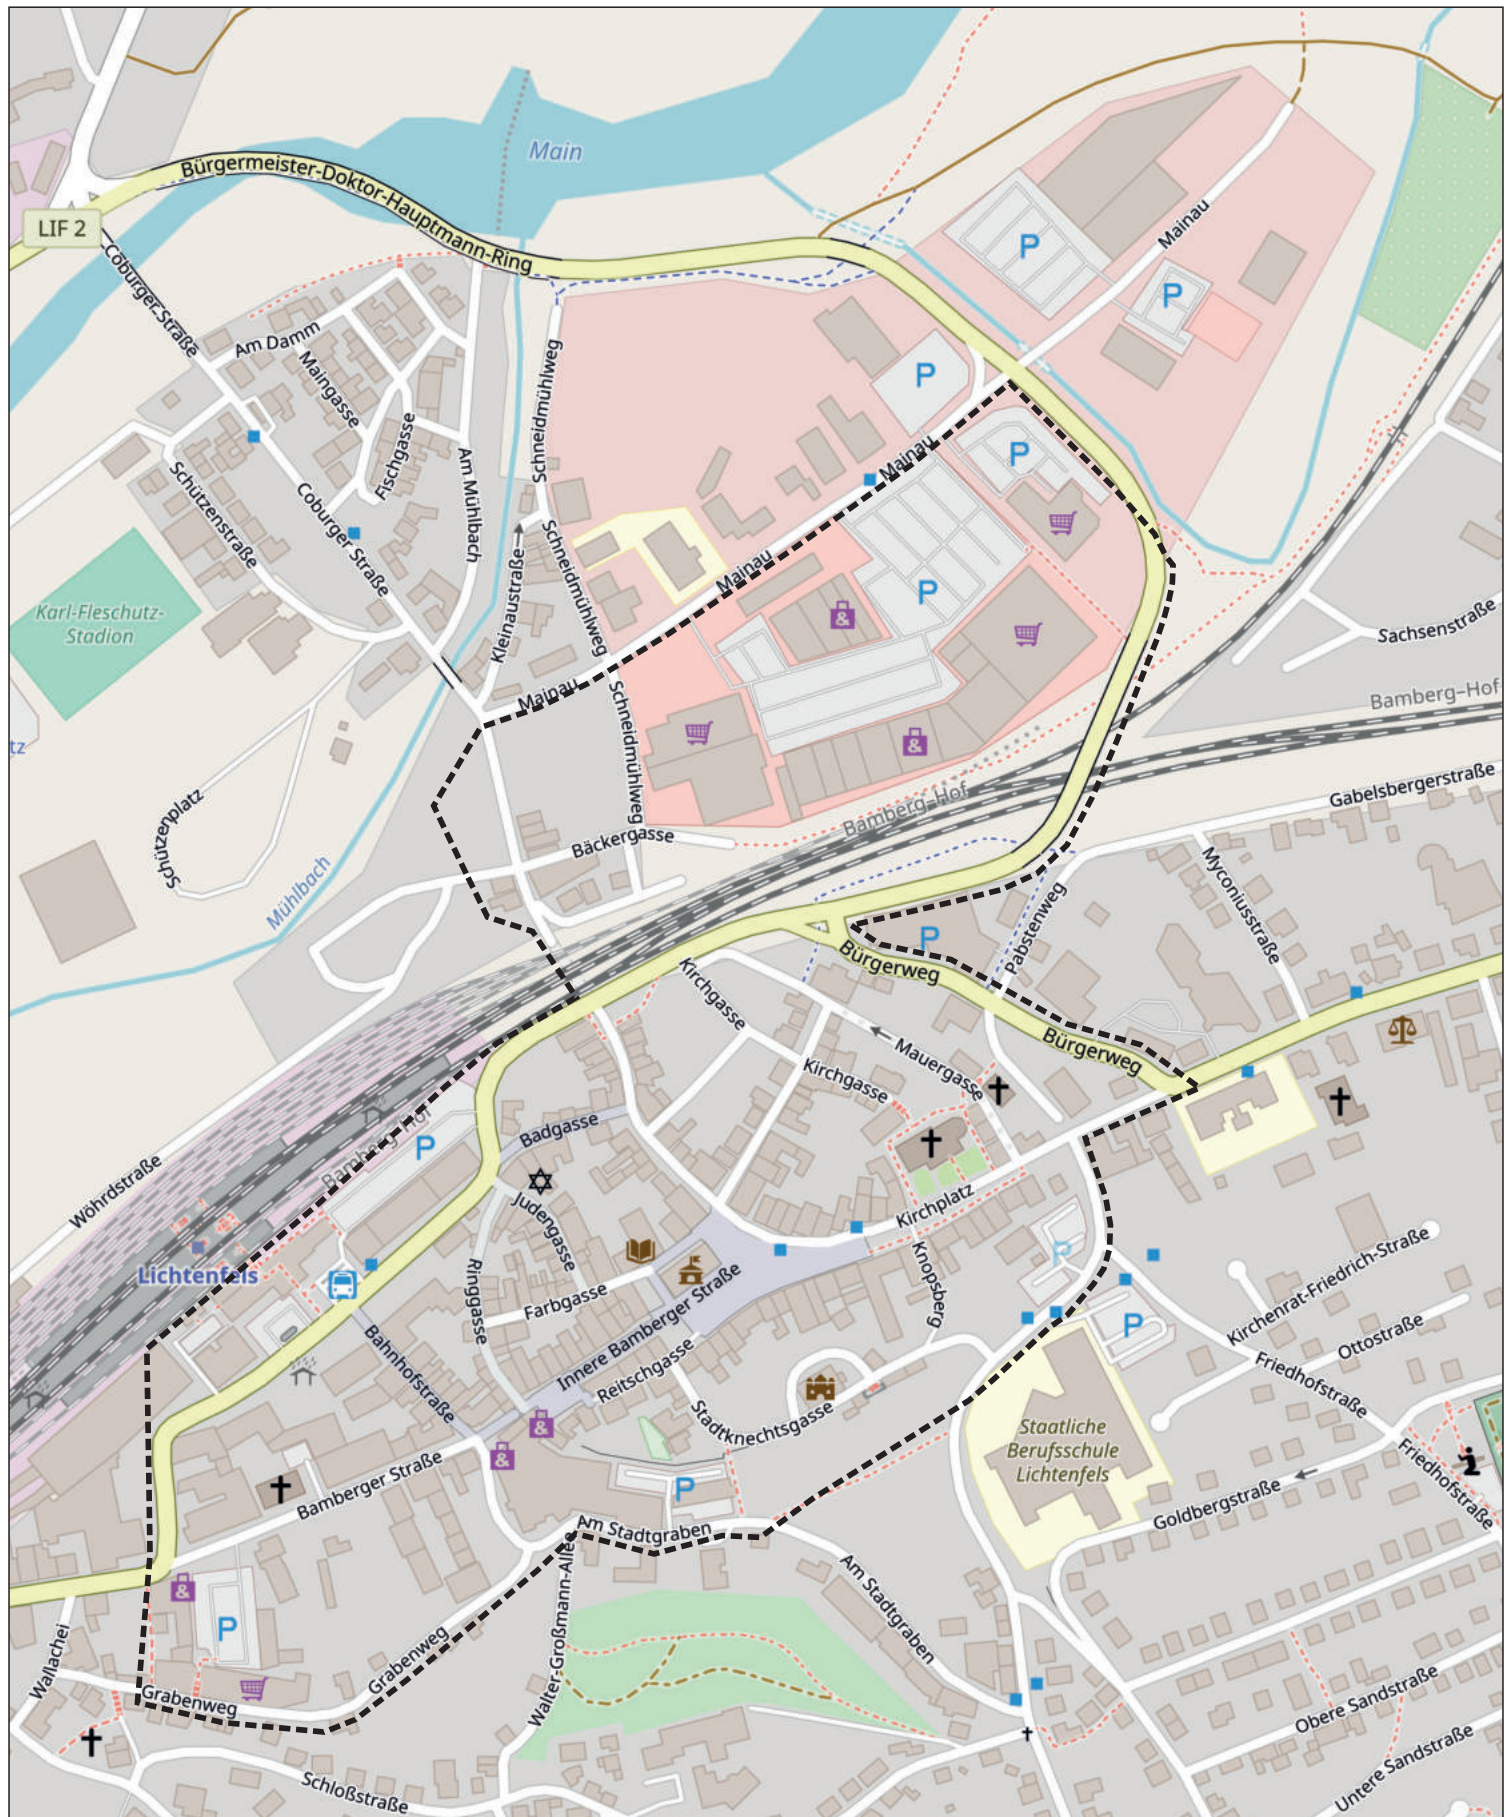 Main
Bürgermeister-Doktor-Hauptmann-Ring
LIF 2
Mainau
P
Coburger-Straße
P
Am Damm
Maingasse
Schneidmühlweg
P
Fischgasse
Mainau
P
Am Mühlbach
Schützenstraße
Coburger Straße
Schneidmühlweg
Mainau
Kleinaustraße
P
Karl-Fleschutz-
Stadion
&
Sachsenstraße
Mainau
Schneidmühlweg
Bamberg–Hof
tz
&
Gabelsbergerstraße
Bamberg–Hof
Schützenplatz
Bäckergasse
Myconiusstraße
Mühlbach
Pabstenweg
P
Bürgerweg
Kirchgasse
Mauergasse
Bürgerweg
Kirchgasse
Bamberg–Hof
P
Badgasse
Wöhrdstraße
Judengasse
Kirchplatz
Lichtenfels
Ringgasse
Farbgasse
Innere Bamberger Straße
Knopsberg
P
P
Kirchenrat-Friedrich-Straße
Ottostraße
Bahnhofstraße
Reitschgasse
Friedhofstraße
Stadtknechtsgasse
Staatliche
Berufsschule
Lichtenfels
&
&
Bamberger Straße
P
Goldbergstraße
Friedhofstraße
Am Stadtgraben
Am Stadtgraben
&
P
Walter-Großmann-Allee
Wallachei
Grabenweg
Grabenweg
Obere Sandstraße
Untere Sandstraße
Schloßstraße